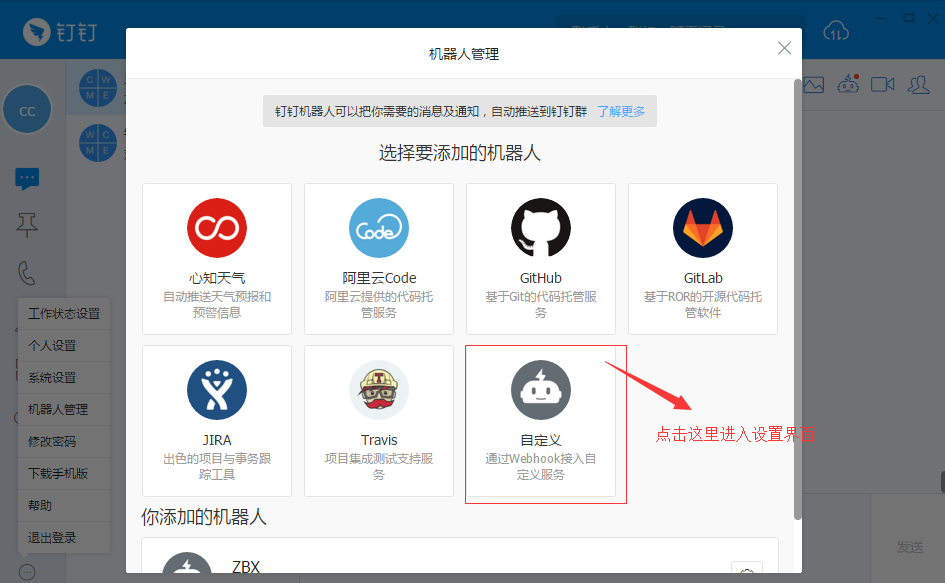 钉钉
机器人管理
钉钉机器人可以把你需要的消息及通知，自动推送到钉钉群 了解更多
选择要添加的机器人
CC
C W
M E
W C
M E
心知天气
自动推送天气预报和
预警信息
阿里云Code
阿里云提供的代码托
管服务
GitHub
基于Git的代码托管服
务
GitLab
基于ROR的开源代码托
管软件
Code
JIRA
出色的项目与事务跟
踪工具
Travis
项目集成测试支持服
务
自定义
通过Webhook接入自
定义服务
点击这里进入设置界面
工作状态设置
个人设置
系统设置
机器人管理
修改密码
下载手机版
帮助
退出登录
你添加的机器人
ZBX
发送